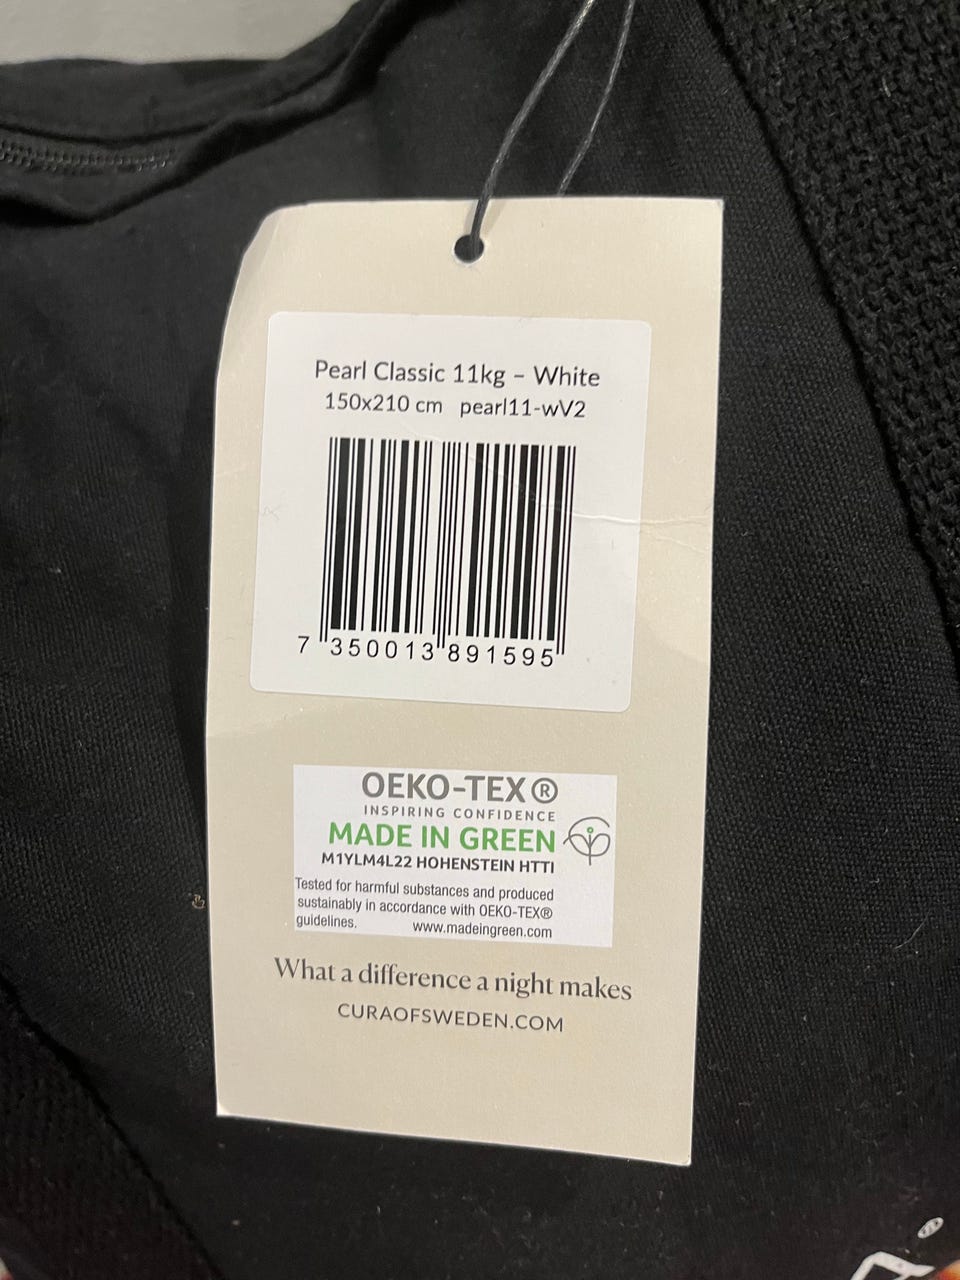 Pearl Classic 11kg – White
150x210 cm pearl11-wV2
7 350013 891595
OEKO-TEX®
INSPIRING CONFIDENCE
MADE IN GREEN
M1YLM4L22 HOHENSTEIN HTTI
Tested for harmful substances and produced
sustainably in accordance with OEKO-TEX®
guidelines. www.madeingreen.com
What a difference a night makes
CURAOFSWEDEN.COM